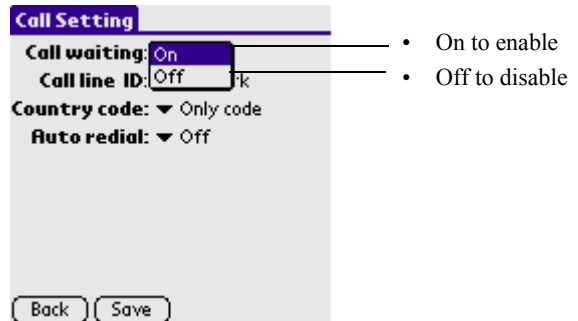 Call Setting
Call waiting: On
Off
Call line ID:
Country code: Only code
Auto redial: Off
Back Save
• On to enable
• Off to disable